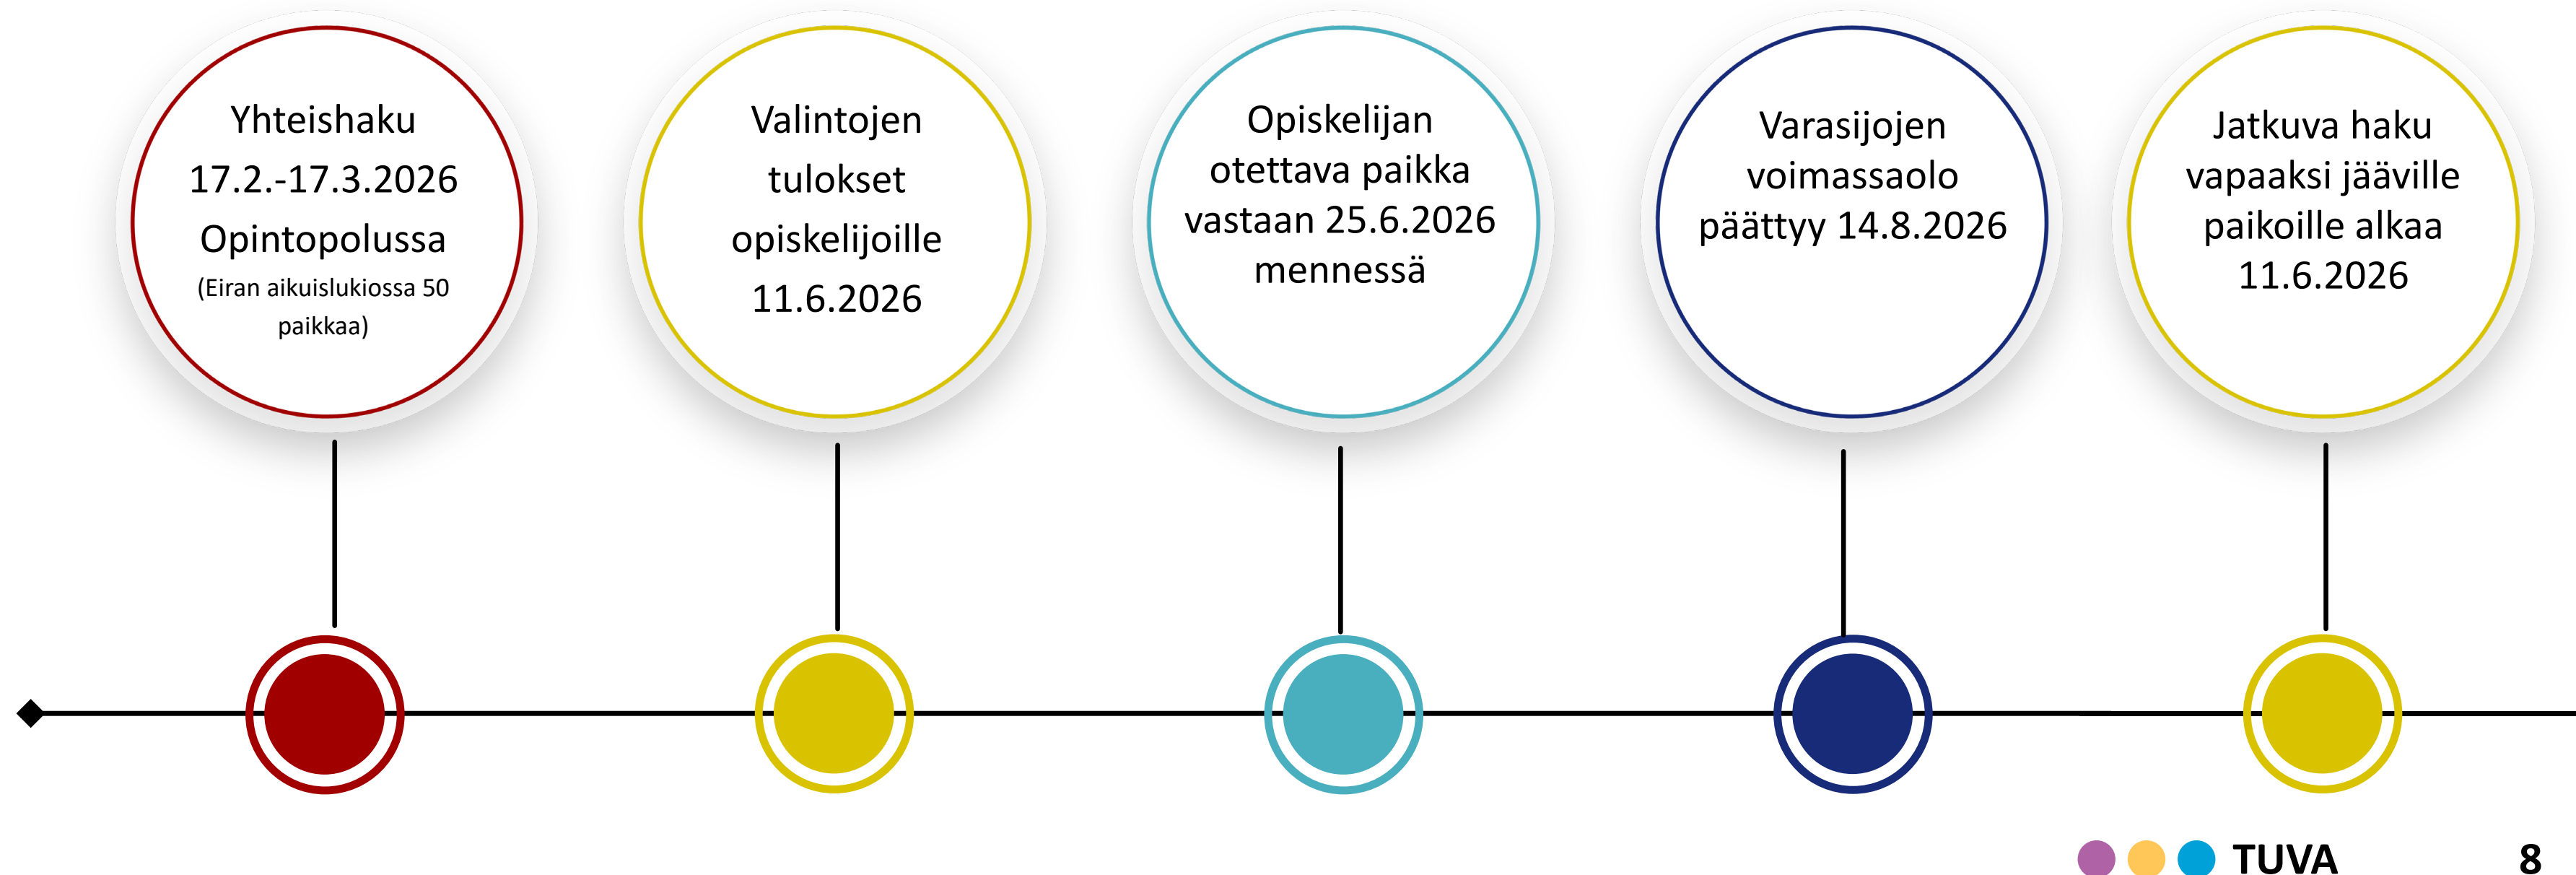 Yhteishaku
17.2.-17.3.2026
Opintopolussa
(Eiran aikuislukiossa 50
paikkaa)
Valintojen
tulokset
opiskelijoille
11.6.2026
Opiskelijan
otettava paikka
vastaan 25.6.2026
mennessä
Varasijojen
voimassaolo
päättyy 14.8.2026
Jatkuva haku
vapaaksi jääville
paikoille alkaa
11.6.2026
TUVA
8